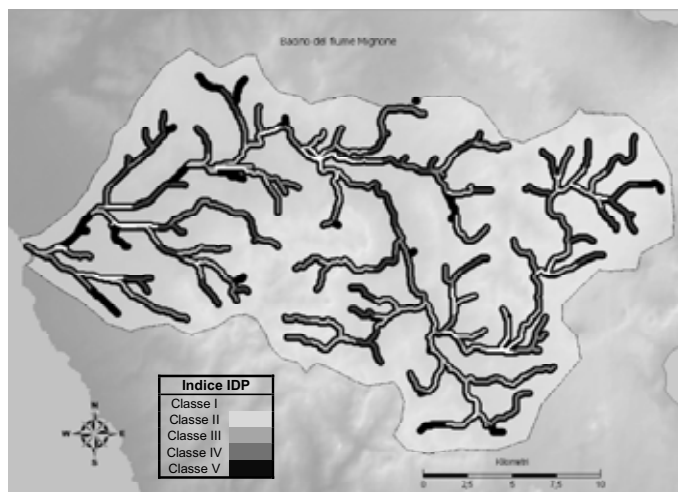 Bacino del fiume Mignone
Indice IDP
Classe I
Classe II
Classe III
Classe IV
Classe V
N
W E
S
Kilometri
0 2,5 5 7,5 10